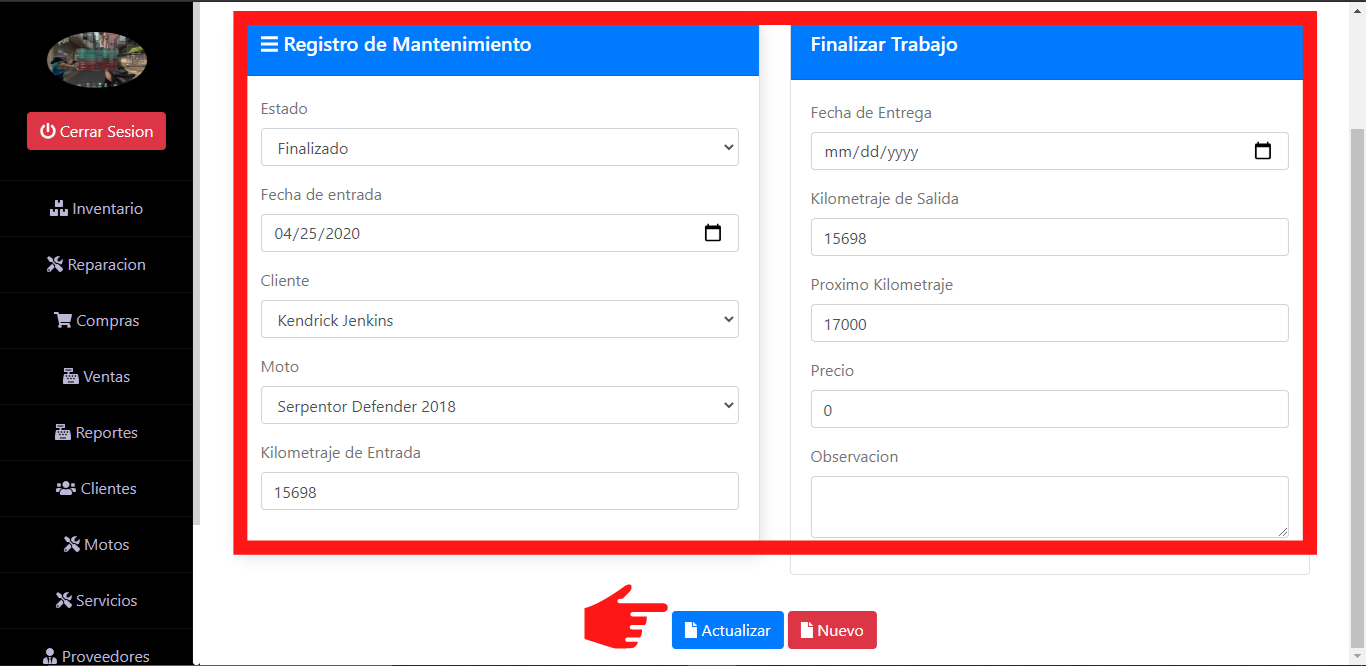 Cerrar Sesion
Inventario
Reparacion
Compras
Ventas
Reportes
Clientes
Motos
Servicios
Proveedores
Registro de Mantenimiento
Estado
Finalizado
Fecha de entrada
04/25/2020
Cliente
Kendrick Jenkins
Moto
Serpentor Defender 2018
Kilometraje de Entrada
15698
Finalizar Trabajo
Fecha de Entrega
mm/dd/yyyy
Kilometraje de Salida
15698
Proximo Kilometraje
17000
Precio
0
Observacion
Actualizar
Nuevo